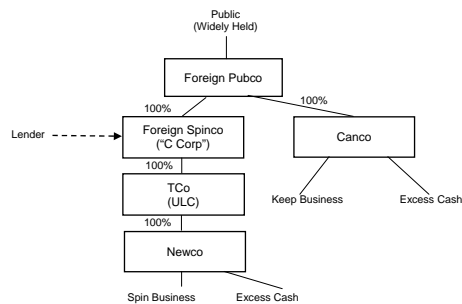 Public
(Widely Held)
Foreign Pubco
100%
100%
Lender
Foreign Spinco
("C Corp")
Canco
100%
TCo
(ULC)
Keep Business
Excess Cash
100%
Newco
Spin Business
Excess Cash